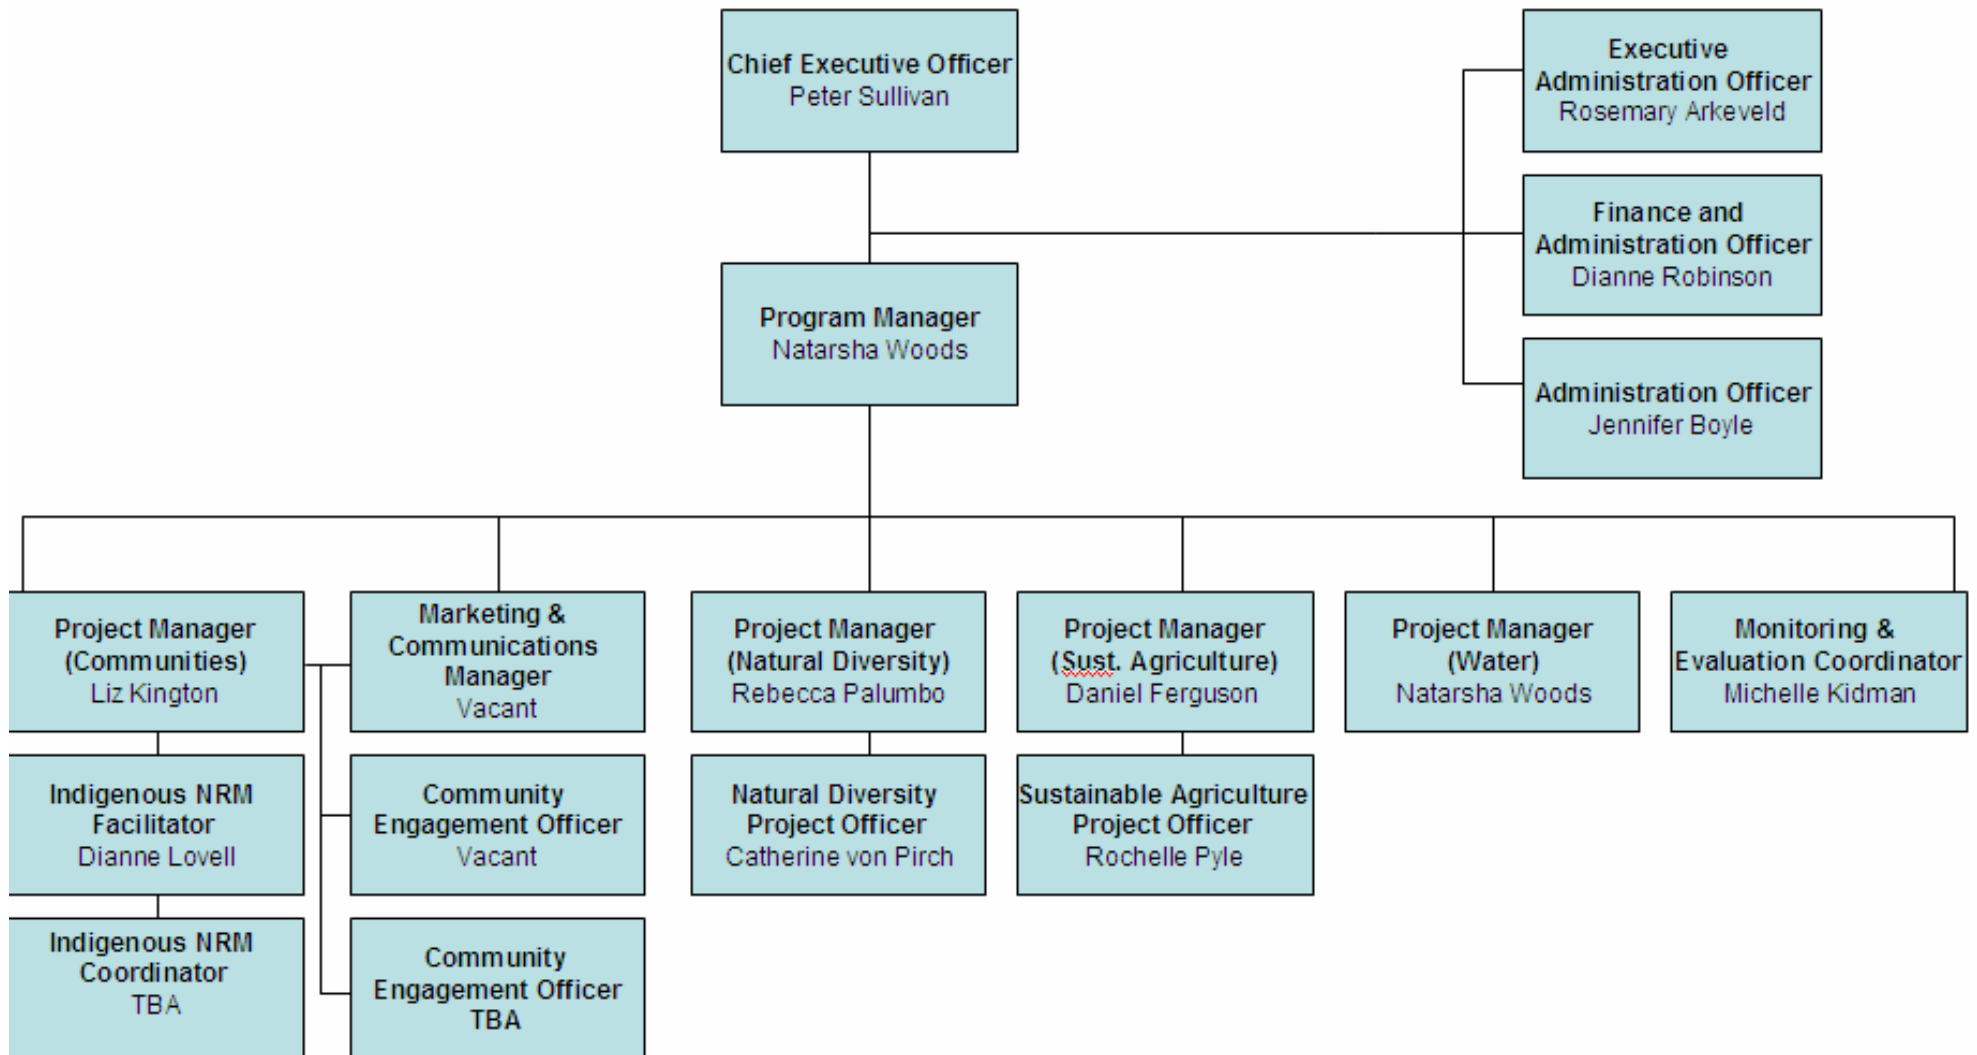 Chief Executive Officer
Peter Sullivan
Executive
Administration Officer
Rosemary Arkeveld
Finance and
Administration Officer
Dianne Robinson
Program Manager
Natarsha Woods
Administration Officer
Jennifer Boyle
Project Manager
(Communities)
Liz Kington
Marketing &
Communications
Manager
Vacant
Project Manager
(Natural Diversity)
Rebecca Palumbo
Project Manager
(Sust. Agriculture)
Daniel Ferguson
Project Manager
(Water)
Natarsha Woods
Monitoring &
Evaluation Coordinator
Michelle Kidman
Indigenous NRM
Facilitator
Dianne Lovell
Community
Engagement Officer
Vacant
Natural Diversity
Project Officer
Catherine von Pirch
Sustainable Agriculture
Project Officer
Rochelle Pyle
Indigenous NRM
Coordinator
TBA
Community
Engagement Officer
TBA